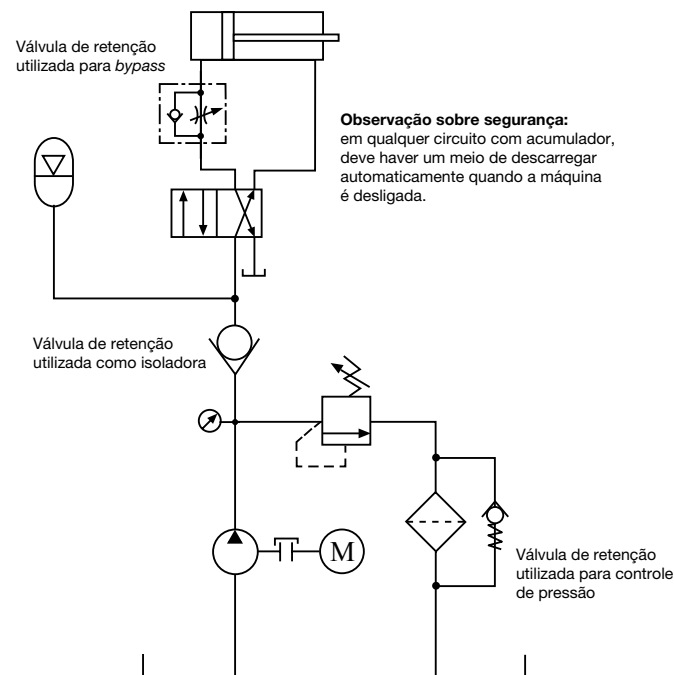 Válvula de retenção
utilizada para bypass
Observação sobre segurança:
em qualquer circuito com acumulador,
deve haver um meio de descarregar
automaticamente quando a máquina
é desligada.
Válvula de retenção
utilizada como isoladora
M
Válvula de retenção
utilizada para controle
de pressão